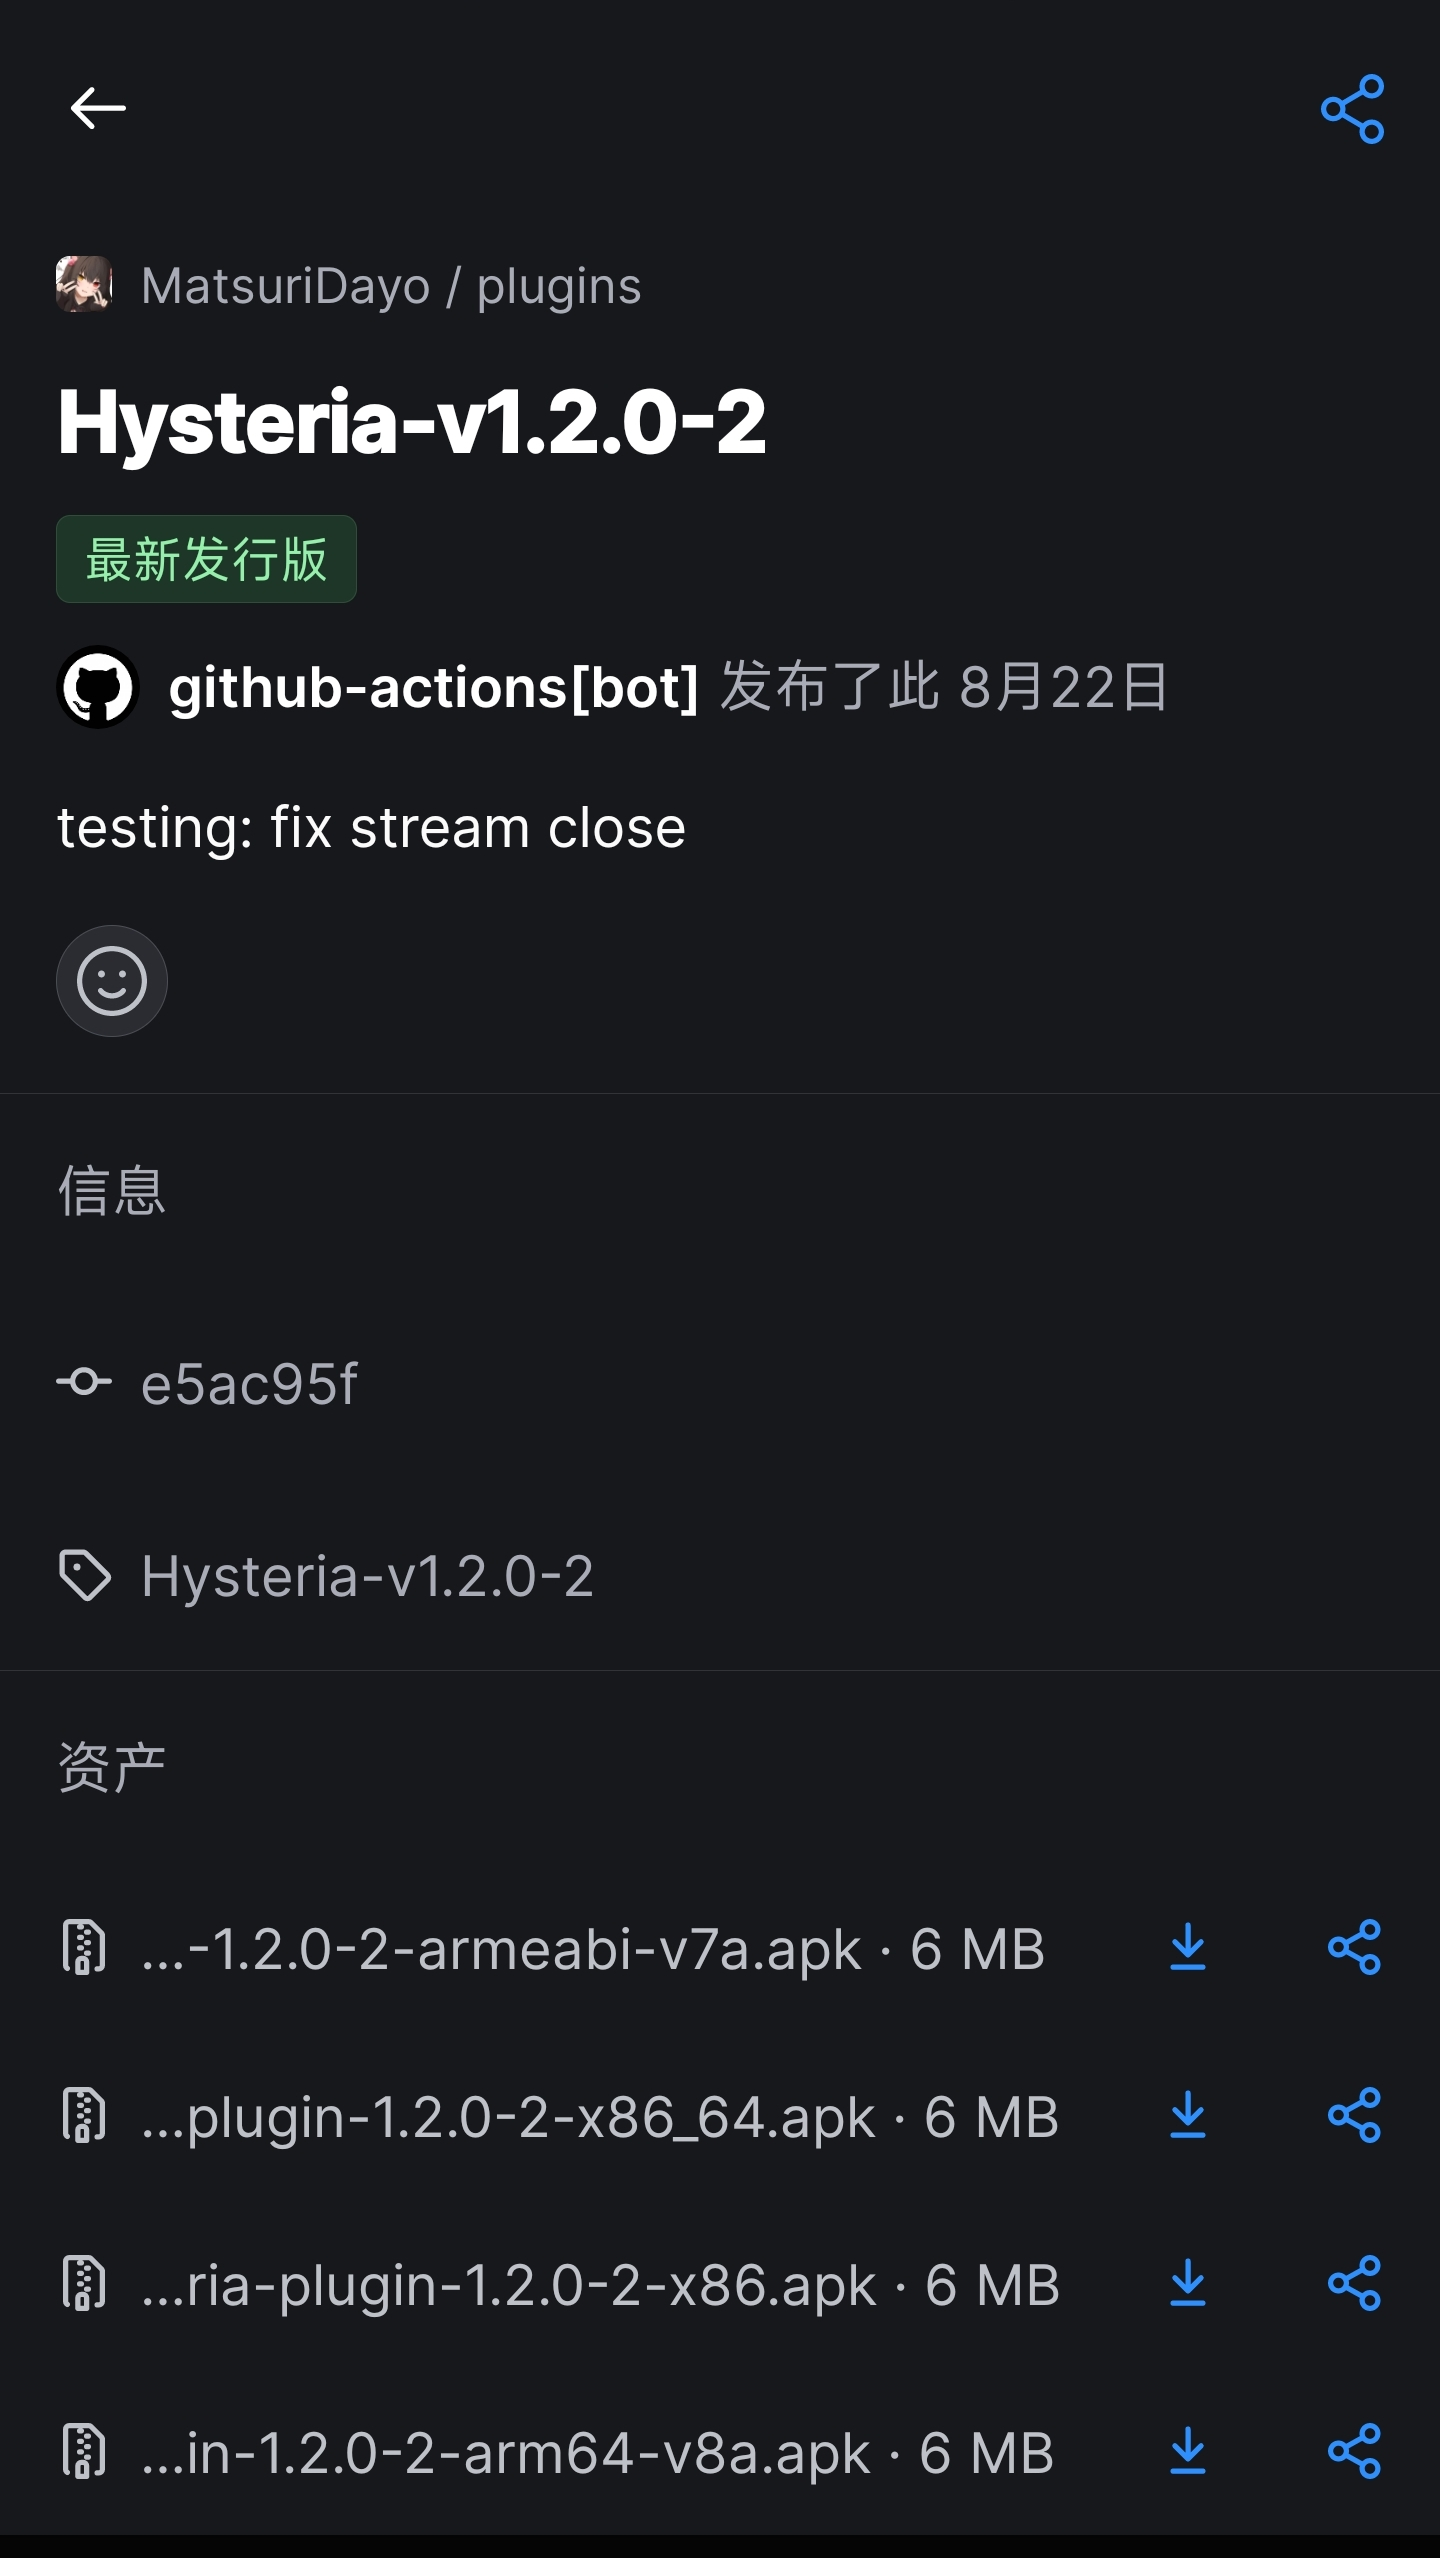 MatsuriDayo / plugins
Hysteria-v1.2.0-2
最新发行版
github-actions[bot] 发布了此 8月22日
testing: fix stream close
信息
e5ac95f
Hysteria-v1.2.0-2
资产
...-1.2.0-2-armeabi-v7a.apk · 6 MB
...plugin-1.2.0-2-x86_64.apk · 6 MB
...ria-plugin-1.2.0-2-x86.apk · 6 MB
...in-1.2.0-2-arm64-v8a.apk · 6 MB